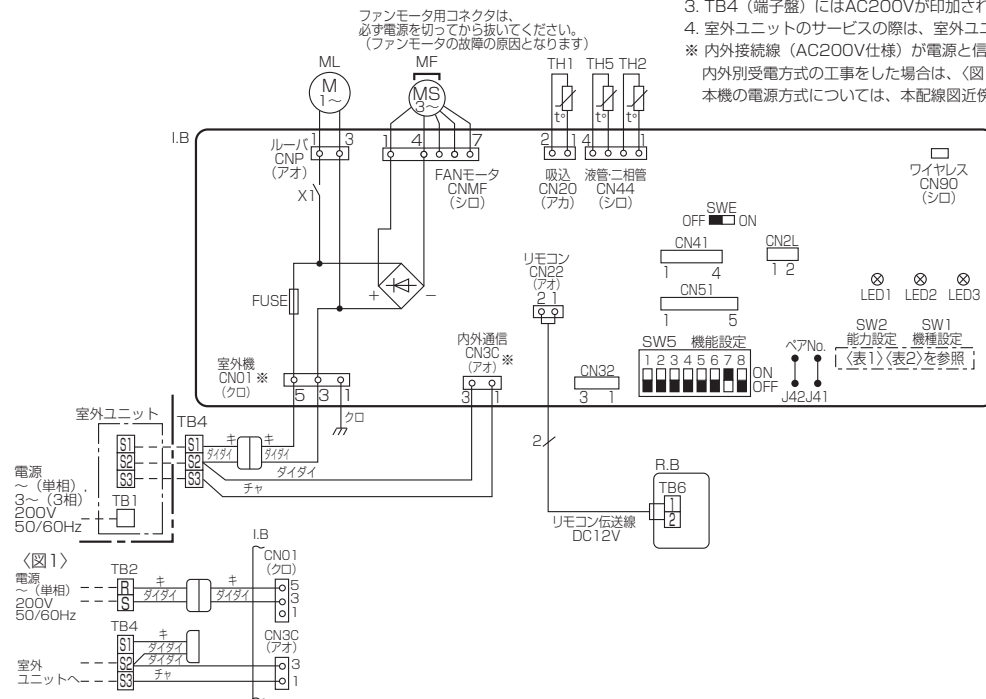 ファンモータ用コネクタは、
必ず電源を切ってから抜いてください。
（ファンモータの故障の原因となります）
3. TB4（端子盤）にはAC200Vが印加され
4. 室外ユニットのサービスの際は、室外ユニ
※ 内外接続線（AC200V仕様）が電源と信
内外別受電方式の工事をした場合は、〈図
本機の電源方式については、本配線図近傍
ML
MF
TH1 TH5 TH2
M
1～
MS
3～
t° t° t°
I.B
1 3
1 4 7
2 1
4 1
ルーバ
CNP
（アオ）
FANモータ
CNMF
（シロ）
吸込
CN20
（アカ）
液管・二相管
CN44
（シロ）
ワイヤレス
CN90
（シロ）
X1
SWE
OFF ON
CN41
1 4
CN2L
1 2
リモコン
CN22
（アオ）
2 1
CN51
1 5
LED1 LED2 LED3
FUSE
+ −
SW2
能力設定
SW1
機種設定
〈表1〉〈表2〉を参照
SW5 機能設定
1 2 3 4 5 6 7 8
ON
OFF
ペアNo.
J42 J41
内外通信
CN3C ※
（アオ）
3 1
CN32
3 1
室外機
CN01 ※
（クロ）
5 3 1
クロ
室外ユニット
TB4
S1 S1 キ キ
S2 S2 ダイダイ ダイダイ
S3 S3 ダイダイ
チャ
電源
～（単相）,
3～（3相）
200V
50/60Hz
TB1
2
R.B
TB6
1
2
リモコン伝送線
DC12V
〈図1〉
電源
～（単相）
200V
50/60Hz
TB2
R キ キ
S ダイダイ ダイダイ
I.B
CN01
（クロ）
5
3
1
TB4
S1 キ
ダイダイ
S2 ダイダイ
S3 チャ
室外
ユニットへ
CN3C
（アオ）
3
1